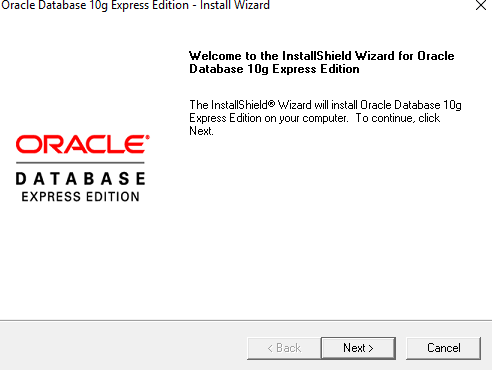 Oracle Database 10g Express Edition - Install Wizard
Welcome to the InstallShield Wizard for Oracle
Database 10g Express Edition
The InstallShield® Wizard will install Oracle Database 10g
Express Edition on your computer. To continue, click
Next.
ORACLE®
DATABASE
EXPRESS EDITION
< Back
Next >
Cancel